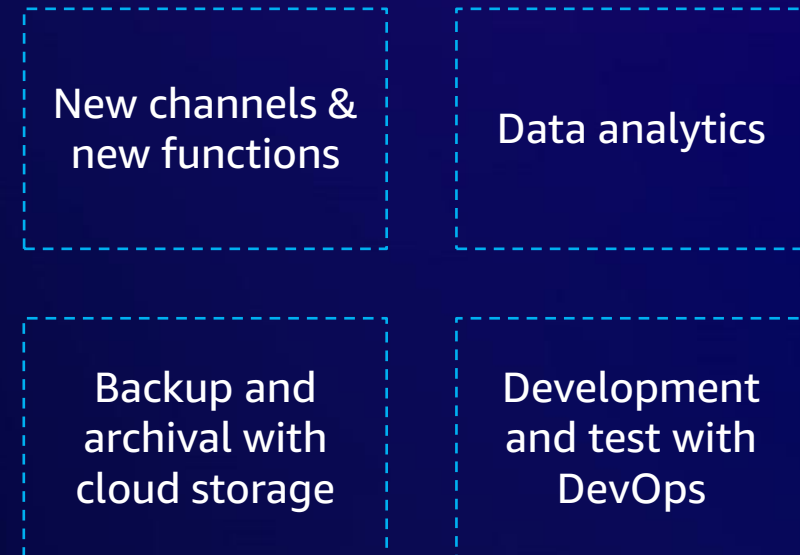 New channels &
new functions
Data analytics
Backup and
archival with
cloud storage
Development
and test with
DevOps